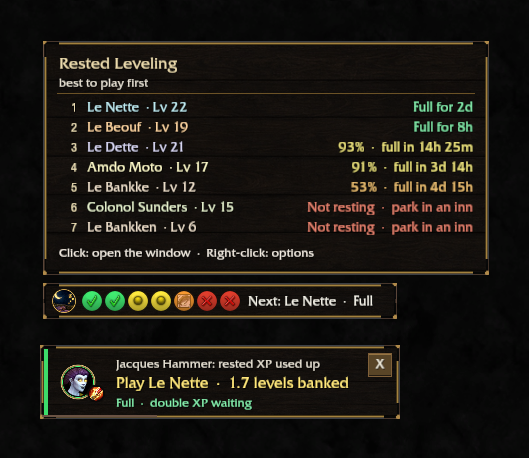 Rested Leveling
best to play first
1 Le Nette · Lv 22 Full for 2d
2 Le Beouf · Lv 19 Full for 8h
3 Le Dette · Lv 21 93% · full in 14h 25m
4 Amdo Moto · Lv 17 91% · full in 3d 14h
5 Le Bankke · Lv 12 53% · full in 4d 15h
6 Colonol Sunders · Lv 15 Not resting · park in an inn
7 Le Bankken · Lv 6 Not resting · park in an inn
Click: open the window · Right-click: options
Next: Le Nette · Full
Jacques Hammer: rested XP used up
X
Play Le Nette · 1.7 levels banked
Full · double XP waiting